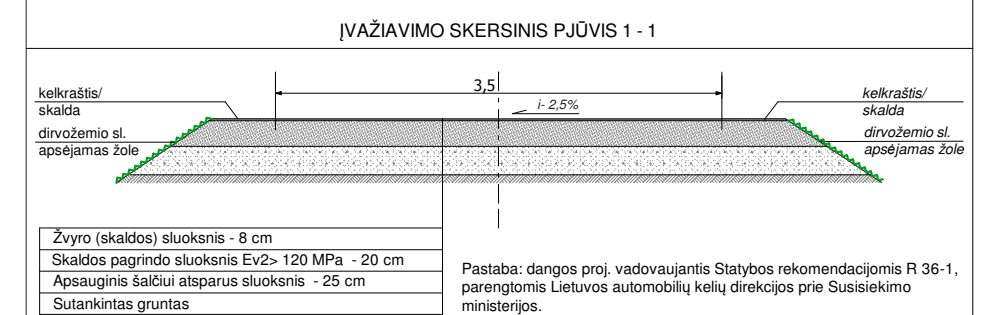 ĮVAŽIAVIMO SKERSINIS PJŪVIS 1 - 1
3,5
i- 2,5%
kelkraštis/
skalda
dirvožemio sl.
apsėjamas žole
kelkraštis/
skalda
dirvožemio sl.
apsėjamas žole
Žvyro (skaldos) sluoksnis - 8 cm
Skaldos pagrindo sluoksnis Ev2> 120 MPa - 20 cm
Apsauginis šalčiui atsparus sluoksnis - 25 cm
Sutankintas gruntas
Pastaba: dangos proj. vadovaujantis Statybos rekomendacijomis R 36-1,
parengtomis Lietuvos automobilių kelių direkcijos prie Susisiekimo
ministerijos.